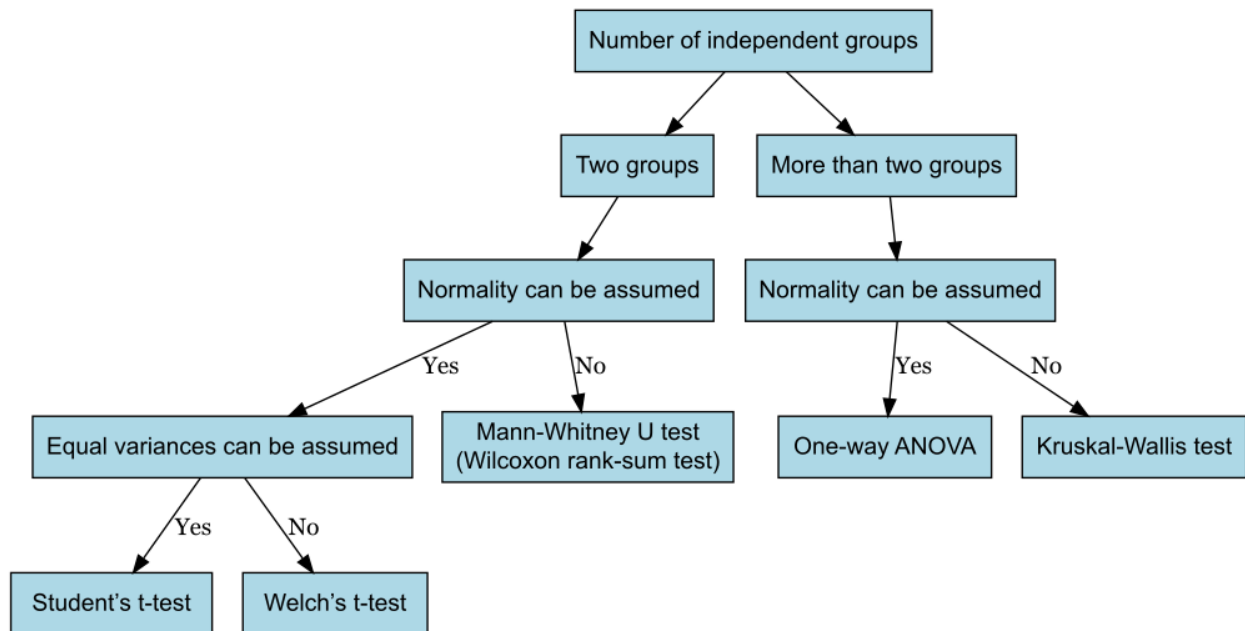 Number of independent groups
Two groups
More than two groups
Normality can be assumed
Normality can be assumed
Yes
No
Yes
No
Equal variances can be assumed
Mann-Whitney U test
(Wilcoxon rank-sum test)
One-way ANOVA
Kruskal-Wallis test
Yes
No
Student’s t-test
Welch’s t-test